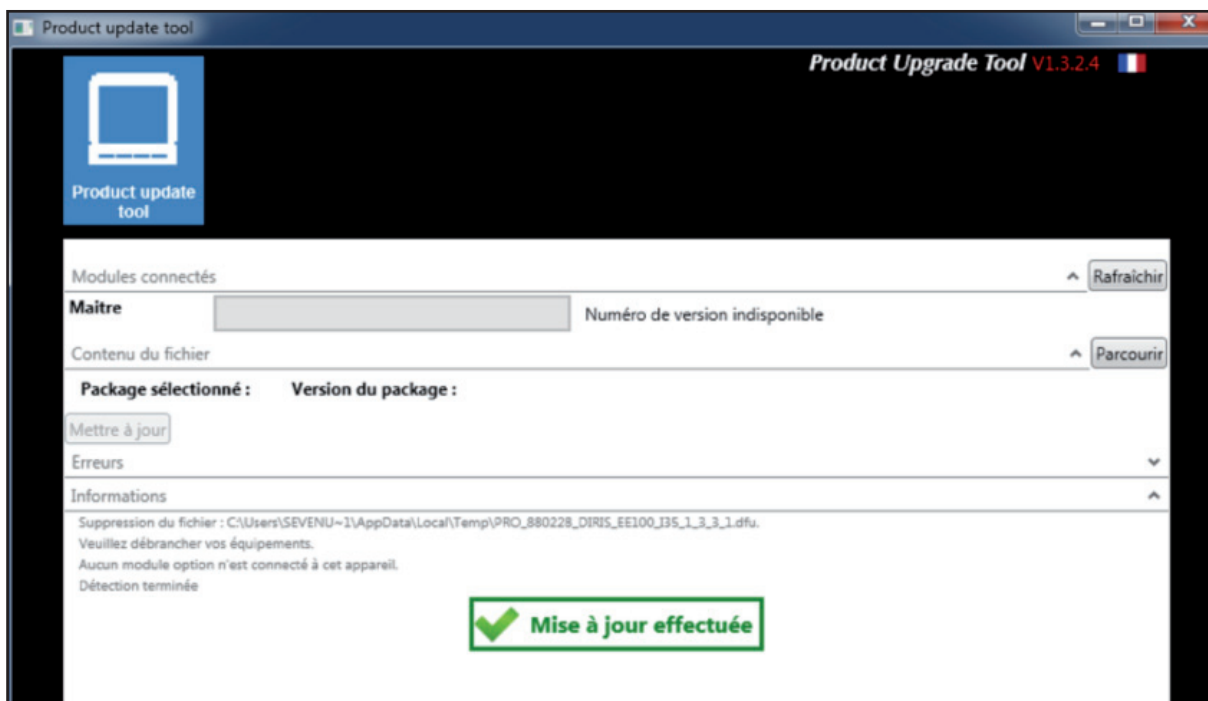 Product update tool
Product Upgrade Tool V1.3.2.4
Product update
tool
Modules connectés
Rafraîchir
Maitre
Numéro de version indisponible
Contenu du fichier
Parcourir
Package sélectionné : Version du package :
Mettre à jour
Erreurs
Informations
Suppression du fichier : C:\Users\SEVENU~1\AppData\Local\Temp\PRO_880228_DIRIS_EE100_J35_1_3_3_1.dfu.
Veuillez débrancher vos équipements.
Aucun module option n'est connecté à cet appareil.
Détection terminée
Mise à jour effectuée